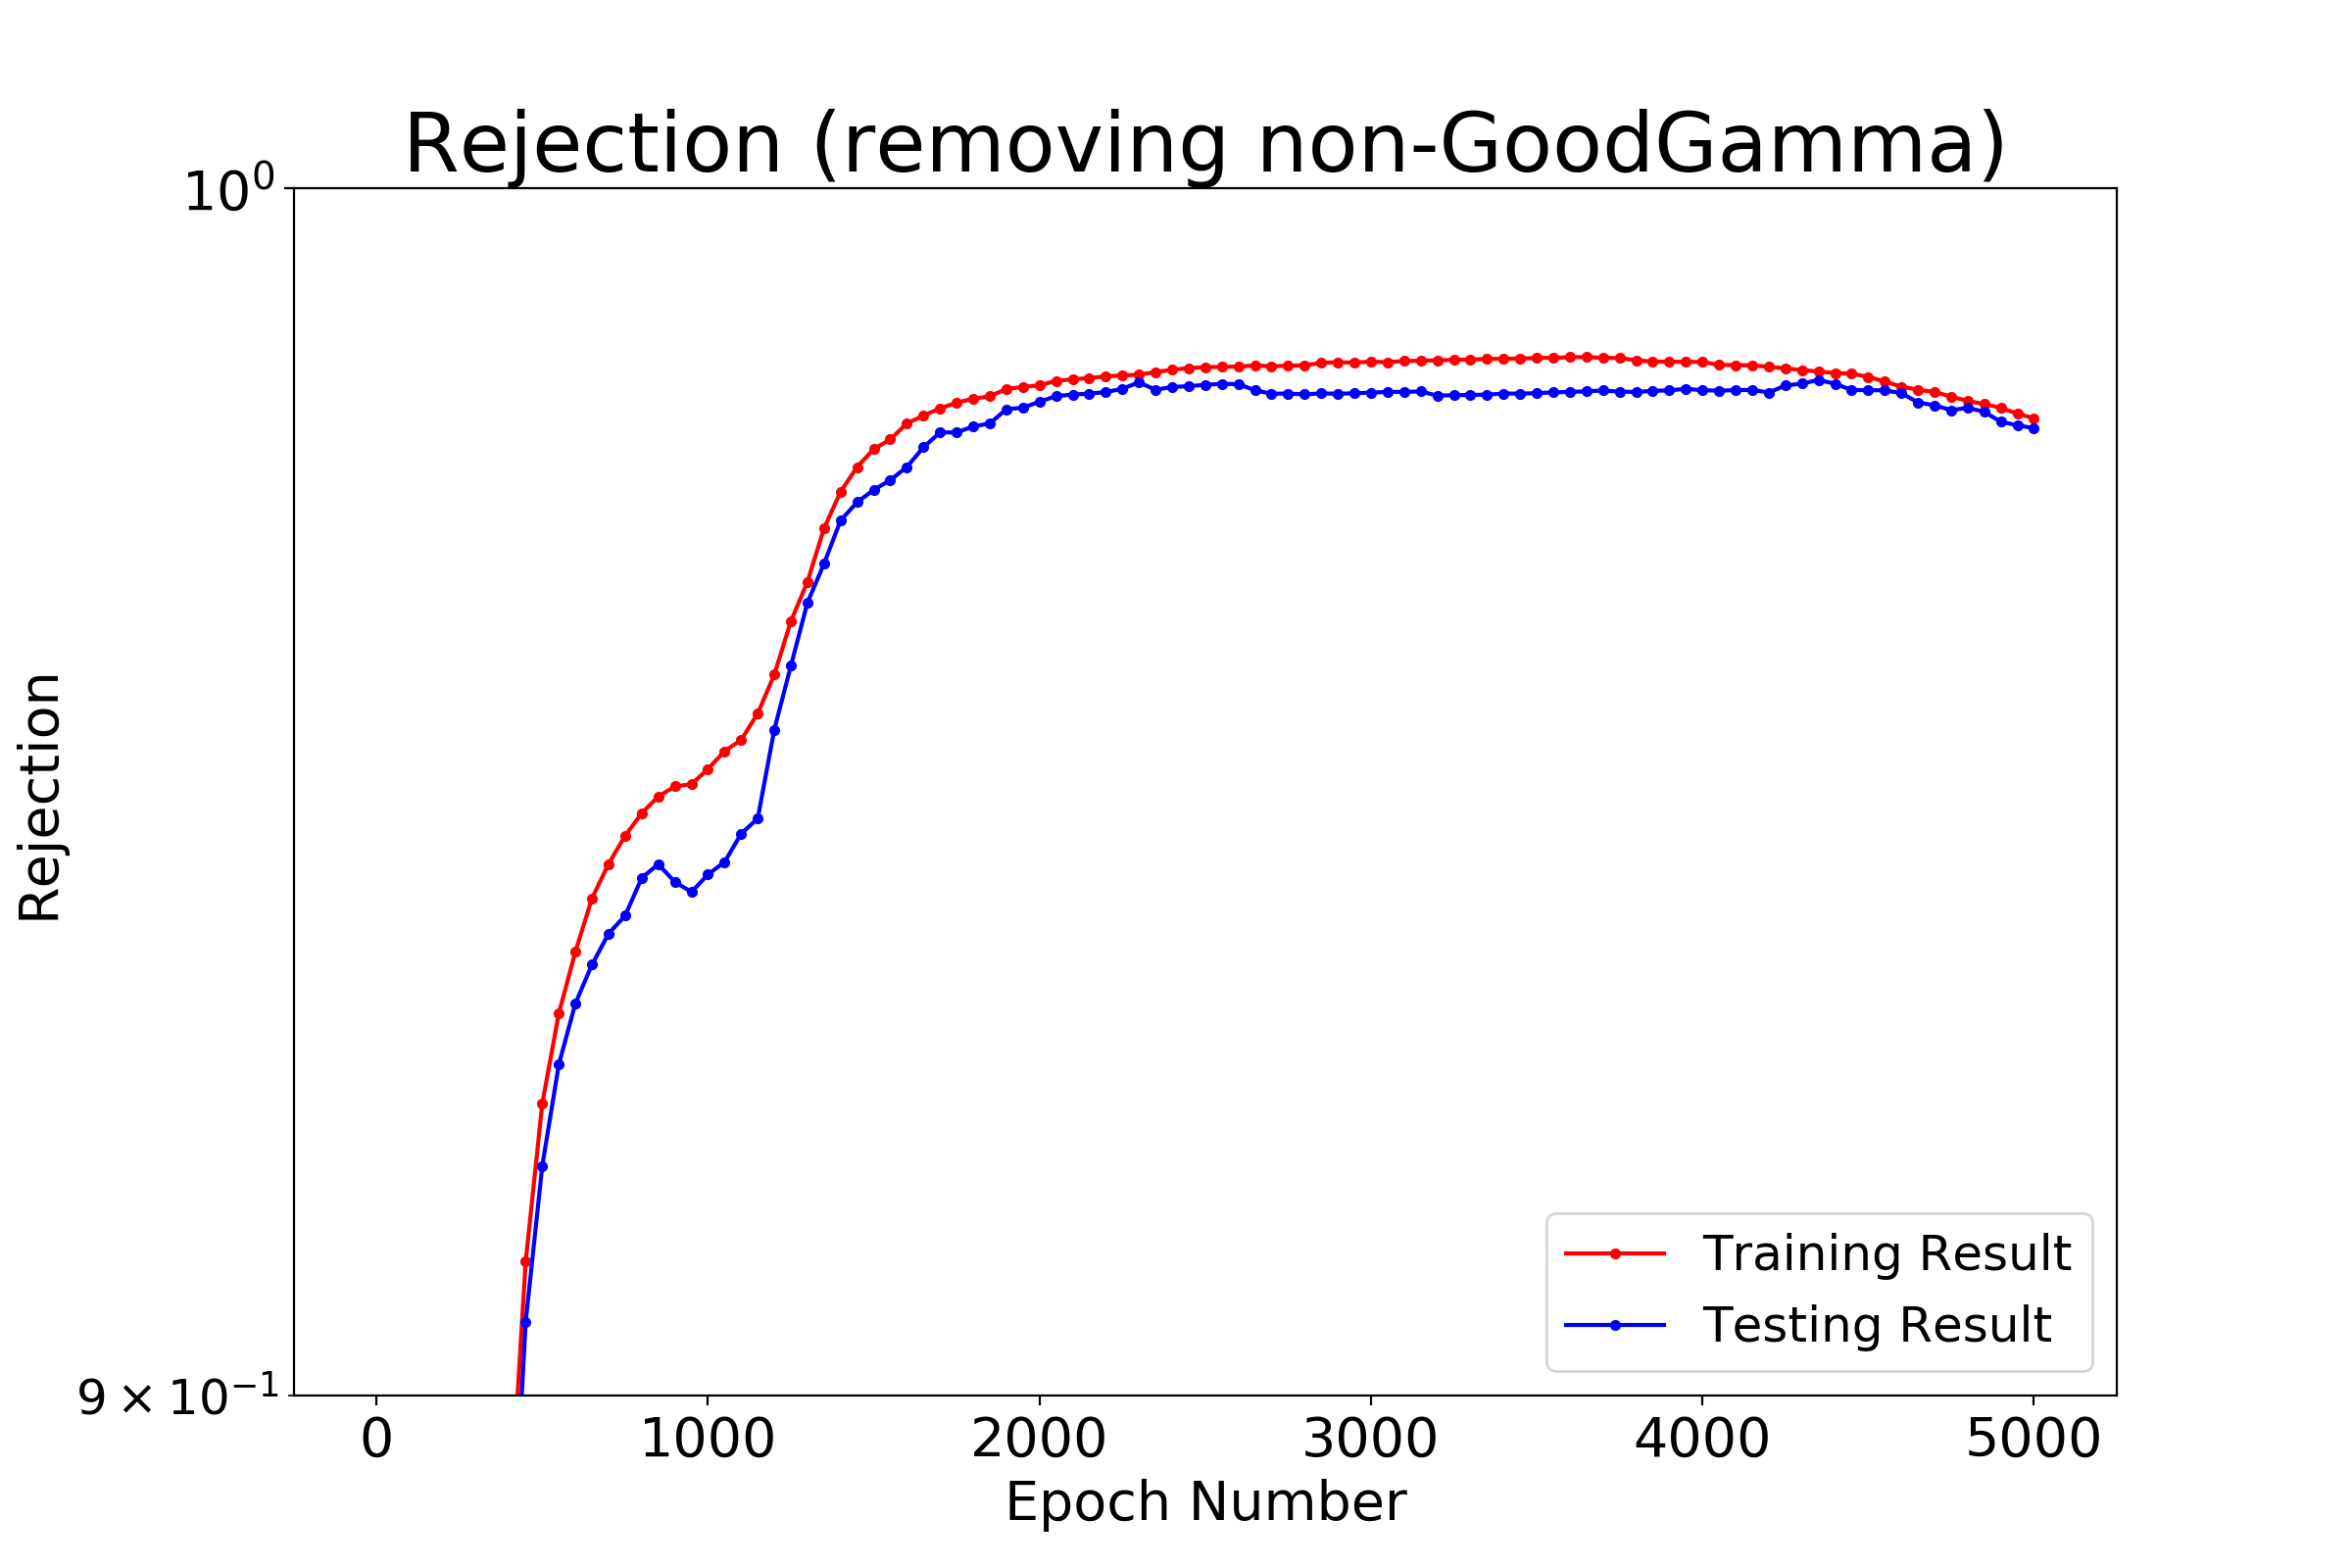 Rejection (removing non-GoodGamma)
10⁰
Rejection
9 × 10⁻¹
Training Result
Testing Result
0 1000 2000 3000 4000 5000
Epoch Number